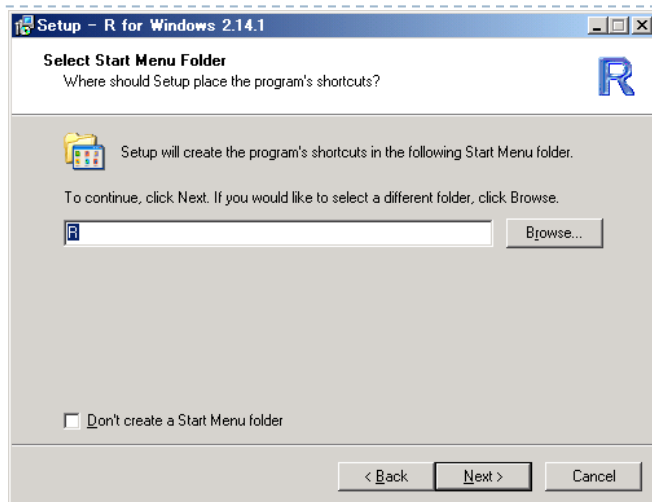 Setup - R for Windows 2.14.1
Select Start Menu Folder
Where should Setup place the program's shortcuts?
R
Setup will create the program's shortcuts in the following Start Menu folder.
To continue, click Next. If you would like to select a different folder, click Browse.
R
Browse...
Don't create a Start Menu folder
< Back
Next >
Cancel